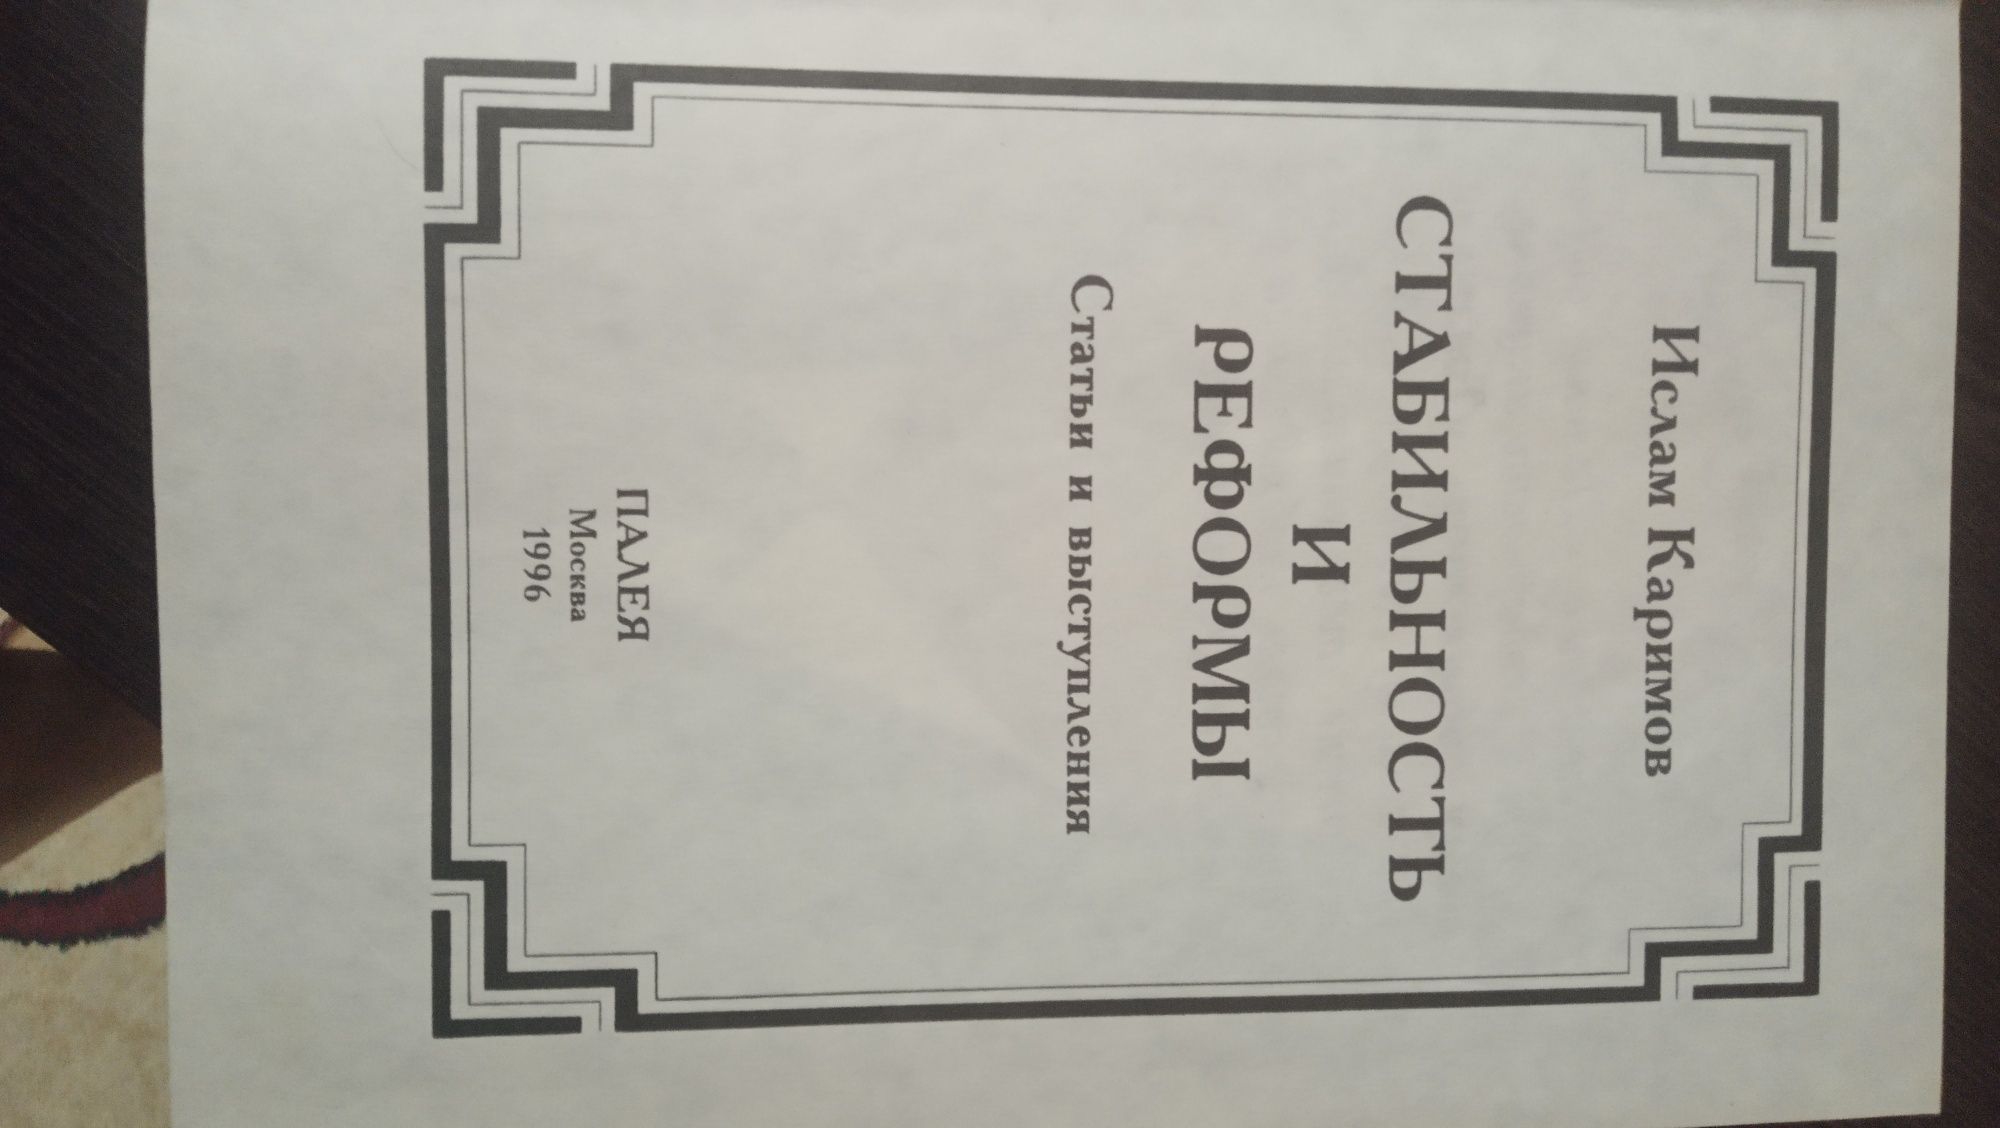 Ислам Каримов
СТАБИЛЬНОСТЬ
И
РЕФОРМЫ
Статьи и выступления
ПАЛЕЯ
Москва
1996